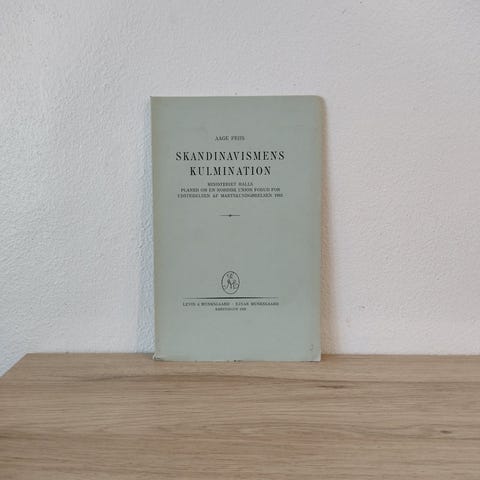 AAGE FRIIS
SKANDINAVISMENS
KULMINATION
MINISTERIET HALLS
PLANER OM EN NORDISK UNION FORUD FOR
UDSTEDELSEN AF MARTSKUNDGØRELSEN 1863
LEVIN & MUNKSGAARD · EJNAR MUNKSGAARD
KØBENHAVN